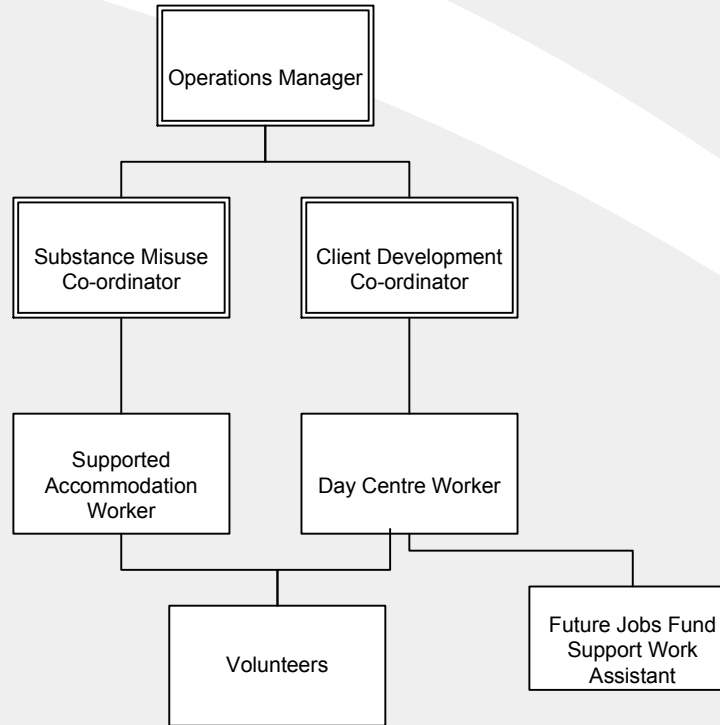 Operations Manager
Substance Misuse
Co-ordinator
Client Development
Co-ordinator
Supported
Accommodation
Worker
Day Centre Worker
Volunteers
Future Jobs Fund
Support Work
Assistant